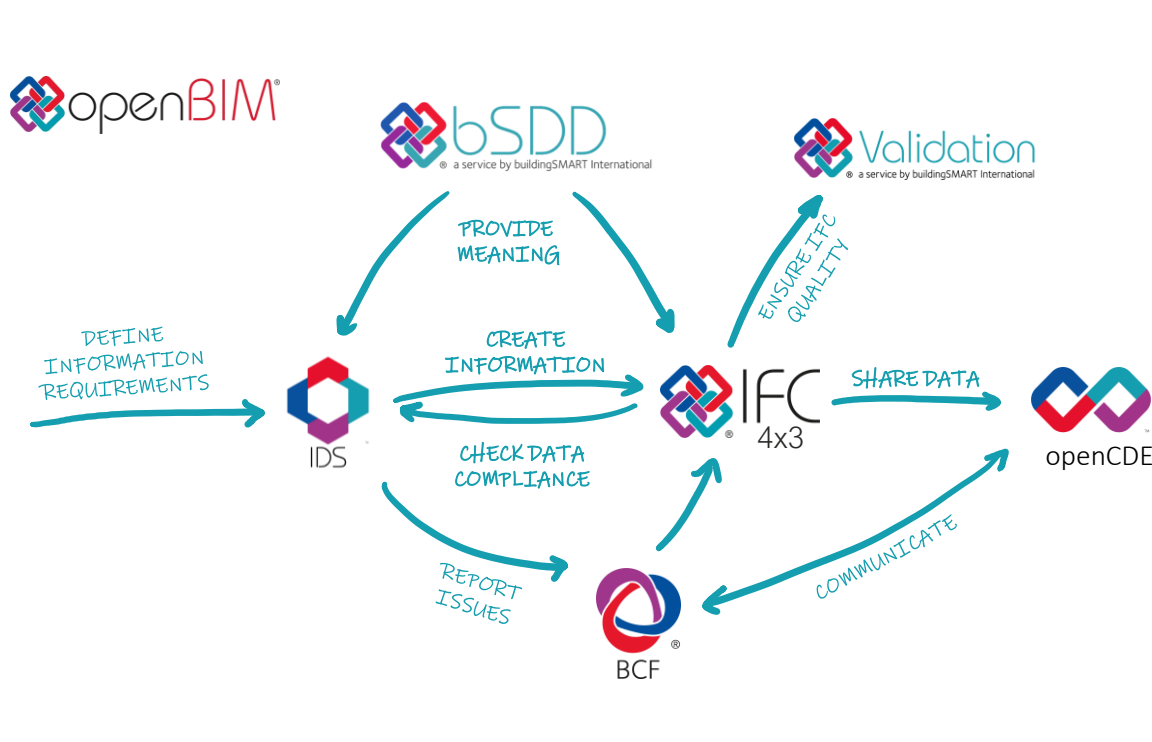 openBIM®
bSDD
® a service by buildingSMART International
Validation
® a service by buildingSMART International
PROVIDE
MEANING
ENSURE IFC
QUALITY
DEFINE
INFORMATION
REQUIREMENTS
CREATE
INFORMATION
SHARE DATA
IFC
® 4x3
IDS
CHECK DATA
COMPLIANCE
openCDE
REPORT
ISSUES
COMMUNICATE
®
BCF